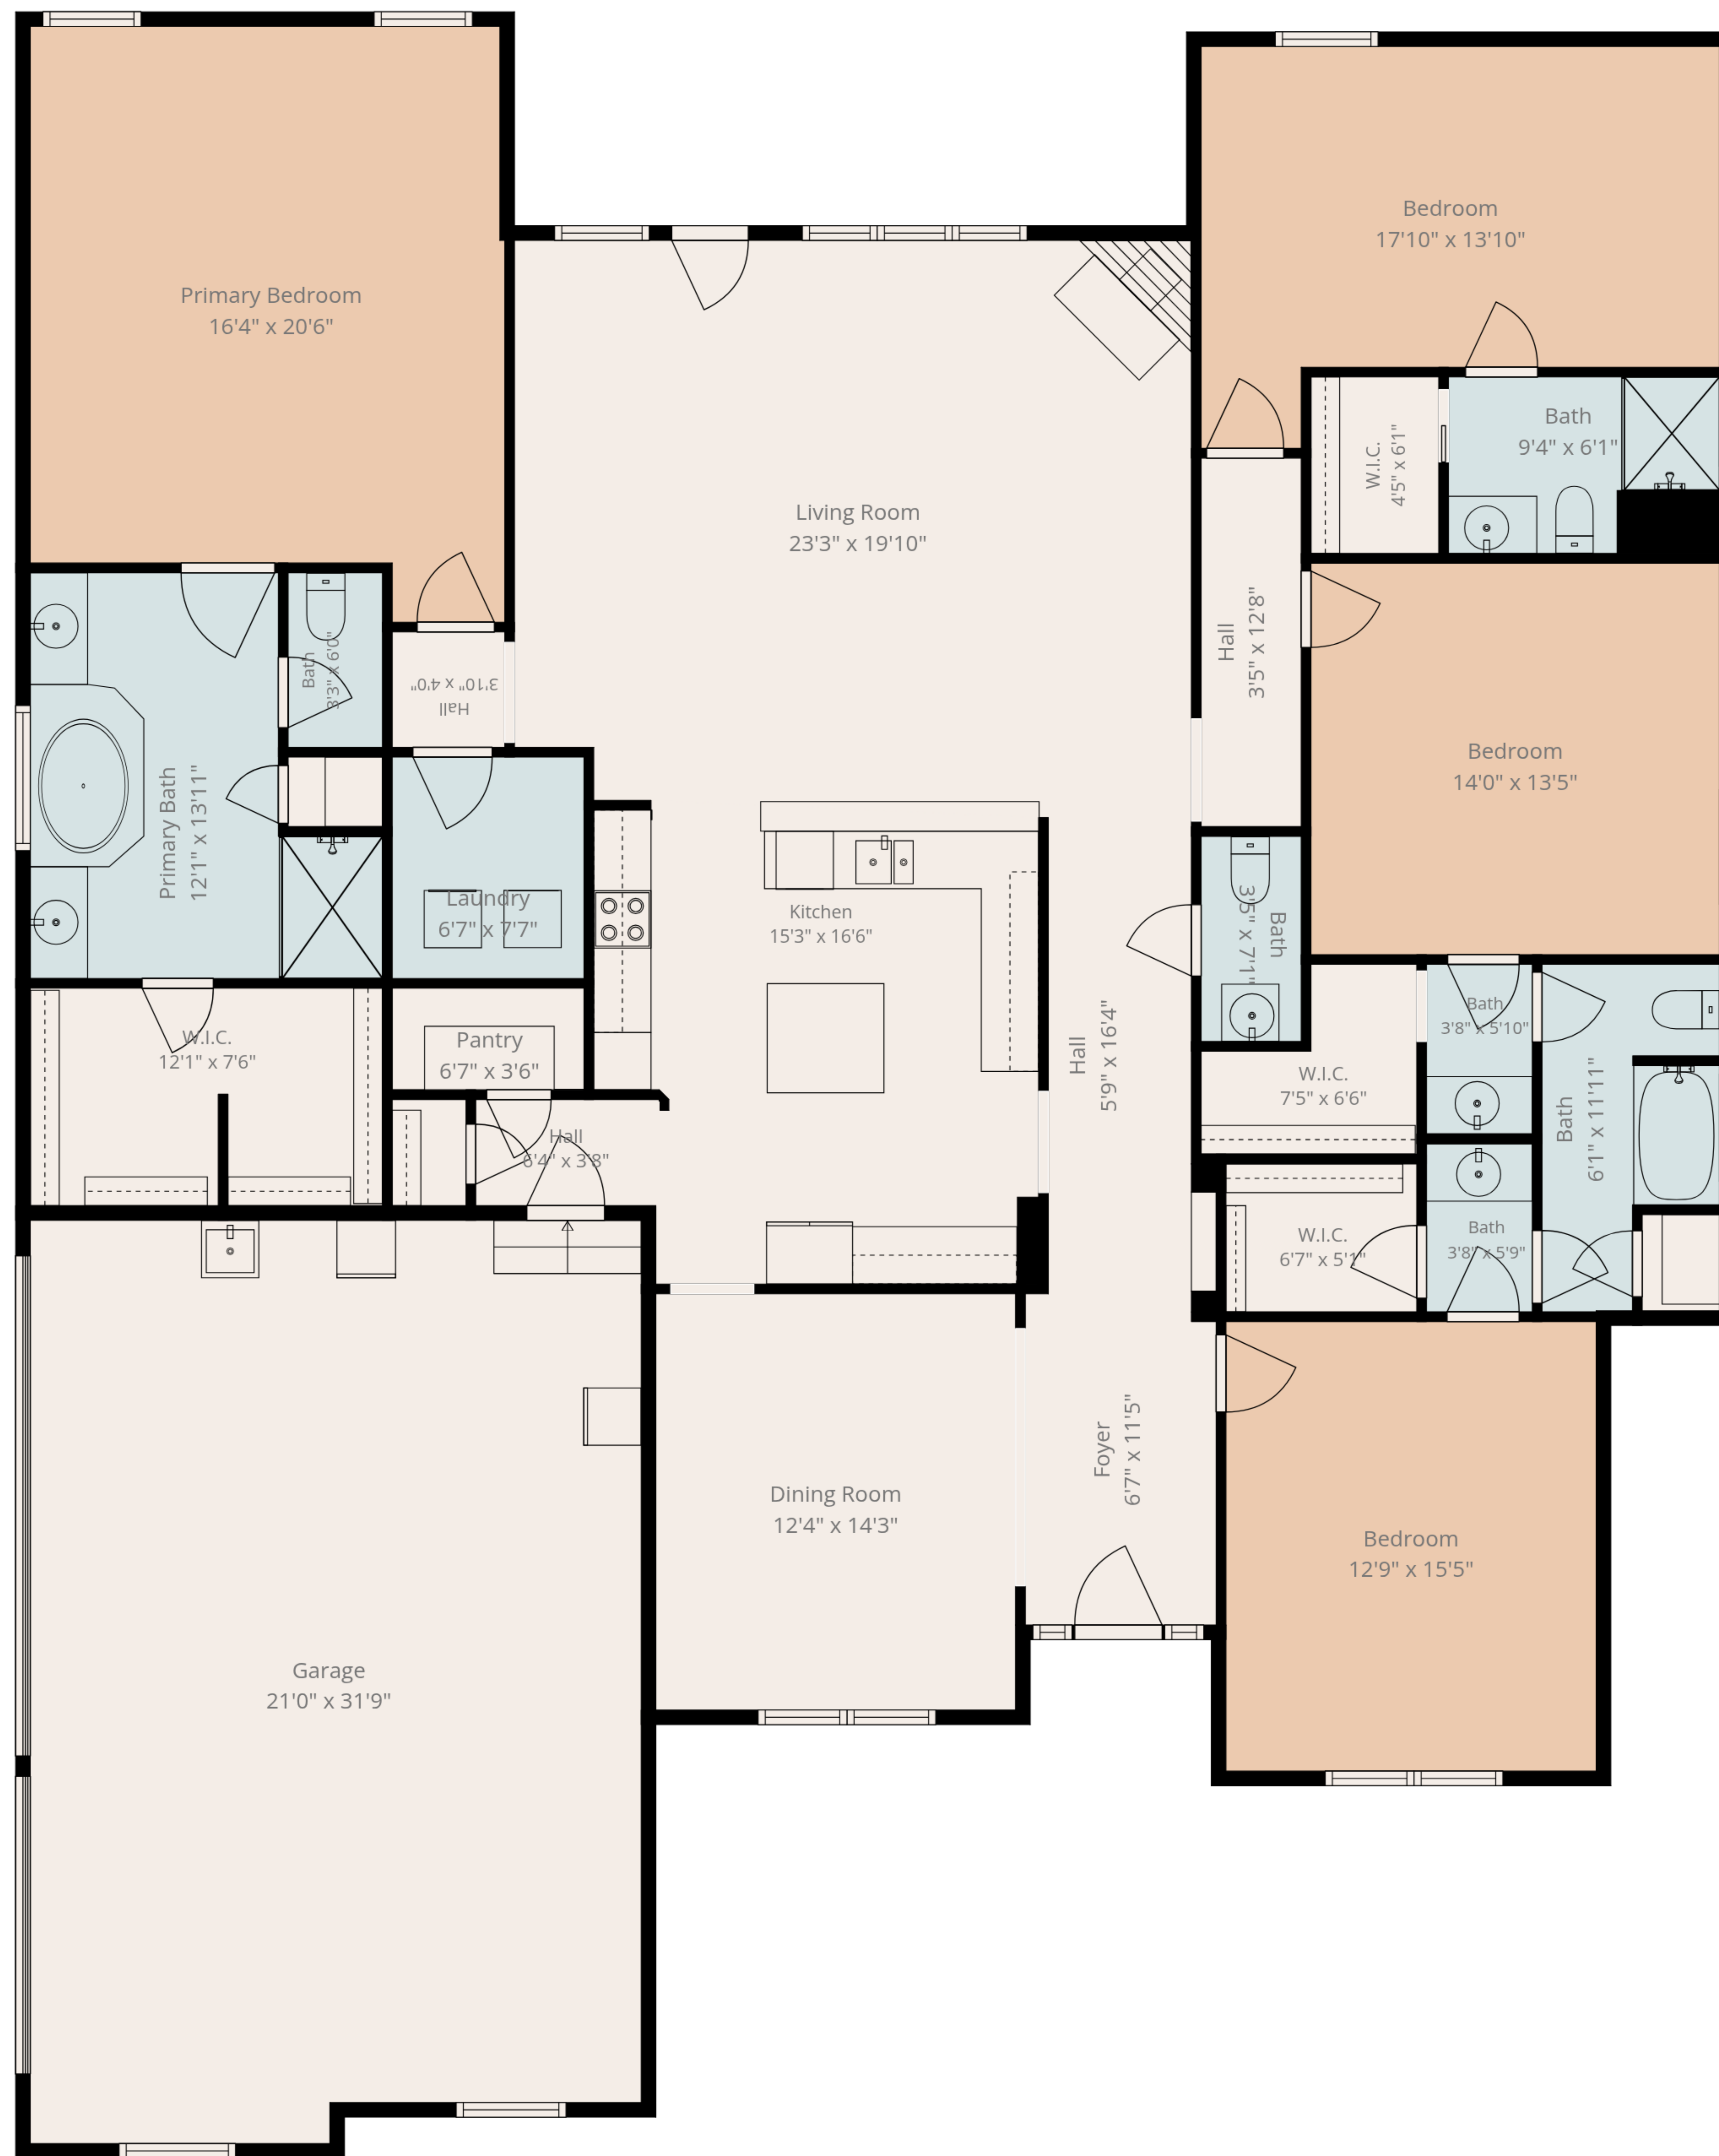 Primary Bedroom
16'4" x 20'6"
Bedroom
17'10" x 13'10"
Bath
9'4" x 6'1"
W.I.C.
4'5" x 6'1"
Living Room
23'3" x 19'10"
Hall
3'5" x 12'8"
Bath
3'3" x 6'0"
Hall
3'10" x 4'0"
Bedroom
14'0" x 13'5"
Primary Bath
12'1" x 13'11"
Laundry
6'7" x 7'7"
Kitchen
15'3" x 16'6"
Bath
3'5" x 7'1"
W.I.C.
12'1" x 7'6"
Pantry
6'7" x 3'6"
Hall
5'9" x 16'4"
Bath
3'8" x 5'10"
W.I.C.
7'5" x 6'6"
Bath
6'1" x 11'11"
Hall
6'4" x 3'8"
W.I.C.
6'7" x 5'1"
Bath
3'8" x 5'9"
Foyer
6'7" x 11'5"
Dining Room
12'4" x 14'3"
Bedroom
12'9" x 15'5"
Garage
21'0" x 31'9"